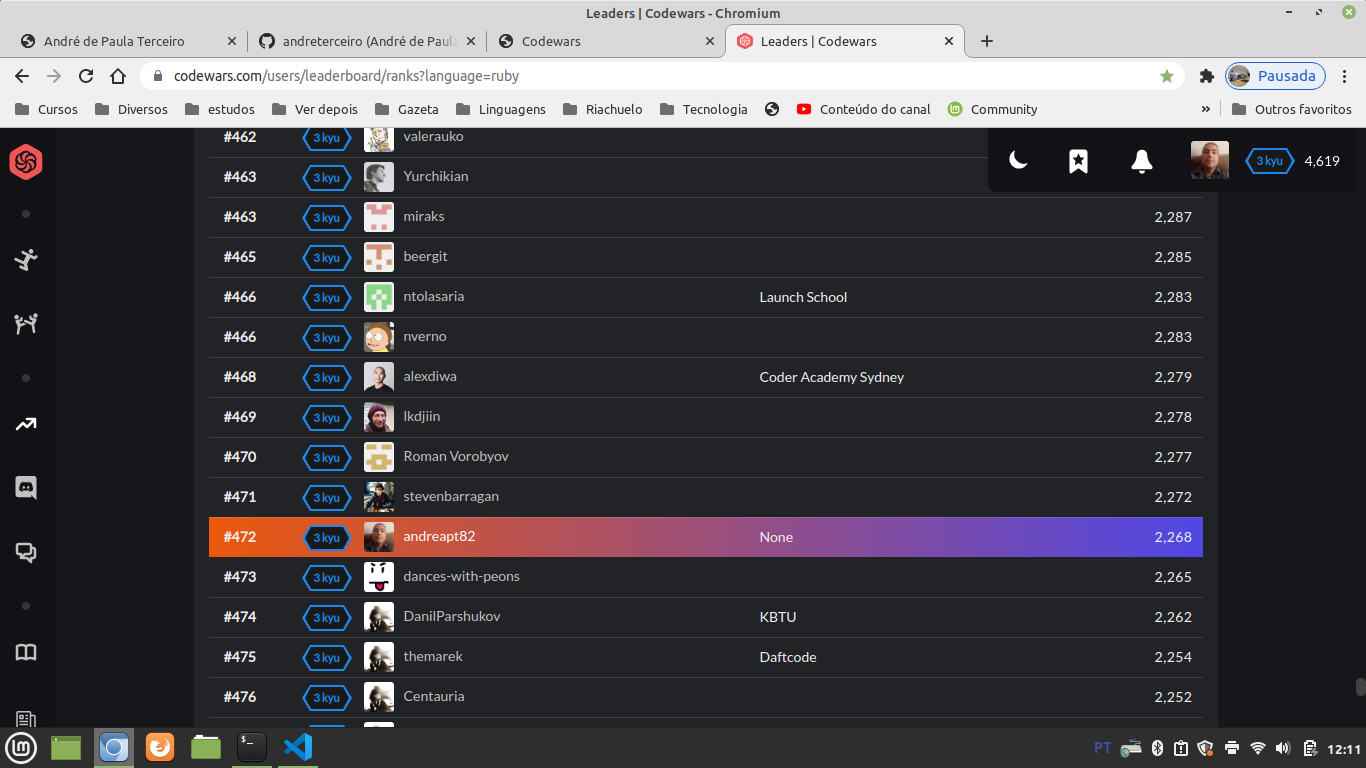 Leaders | Codewars - Chromium
André de Paula Terceiro
andreterceiro (André de Paula
Codewars
Leaders | Codewars
codewars.com/users/leaderboard/ranks?language=ruby
Pausada
Cursos Diversos estudos Ver depois Gazeta Linguagens Riachuelo Tecnologia Conteúdo do canal Community » Outros favoritos
3 kyu 4,619
#462 3 kyu valerauko
#463 3 kyu Yurchikian
#463 3 kyu miraks 2,287
#465 3 kyu beergit 2,285
#466 3 kyu ntolasaria Launch School 2,283
#466 3 kyu nverno 2,283
#468 3 kyu alexdiwa Coder Academy Sydney 2,279
#469 3 kyu lkdjiin 2,278
#470 3 kyu Roman Vorobyov 2,277
#471 3 kyu stevenbarragan 2,272
#472 3 kyu andreapt82 None 2,268
#473 3 kyu dances-with-peons 2,265
#474 3 kyu DanilParshukov KBTU 2,262
#475 3 kyu themarek Daftcode 2,254
#476 3 kyu Centauria 2,252
PT 12:11